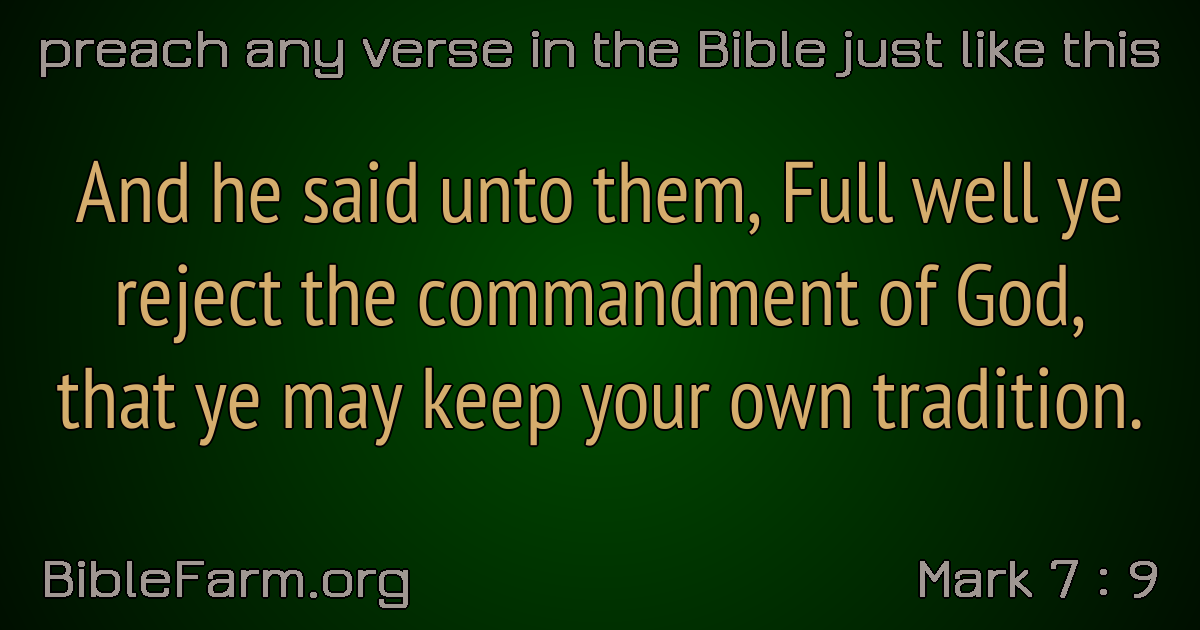 preach any verse in the Bible just like this
And he said unto them, Full well ye
reject the commandment of God,
that ye may keep your own tradition.
BibleFarm.org
Mark 7 : 9